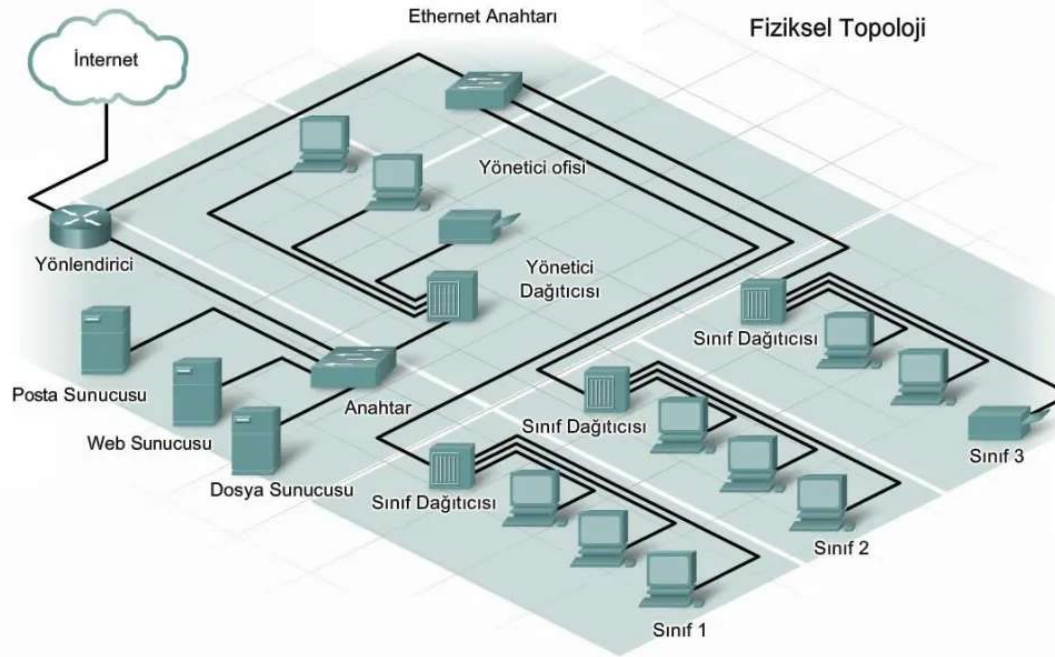 Ethernet Anahtarı
Fiziksel Topoloji
İnternet
Yönetici ofisi
Yönlendirici
Yönetici
Dağıtıcısı
Sınıf Dağıtıcısı
Posta Sunucusu
Anahtar
Web Sunucusu
Sınıf Dağıtıcısı
Sınıf 3
Dosya Sunucusu
Sınıf Dağıtıcısı
Sınıf 2
Sınıf 1